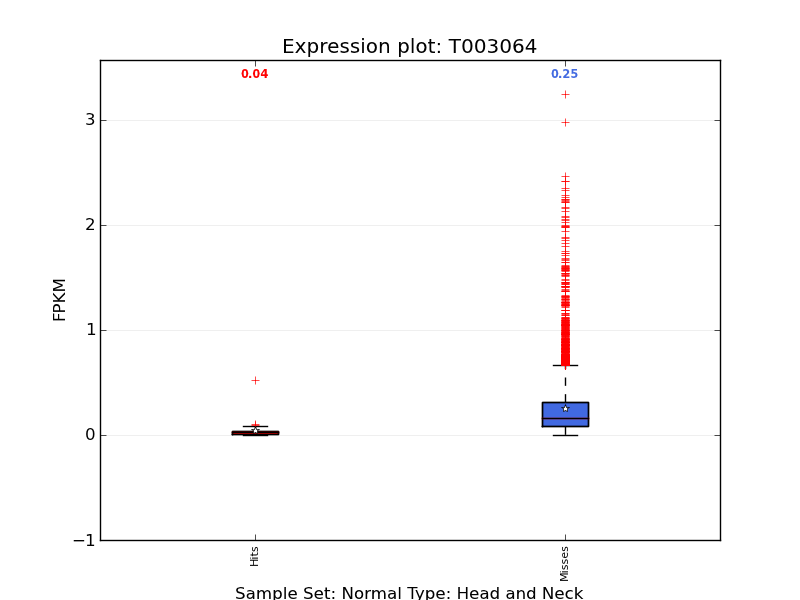 Expression plot: T003064
0.04
0.25
3
2
1
0
−1
FPKM
Hits
Misses
Sample Set: Normal Type: Head and Neck